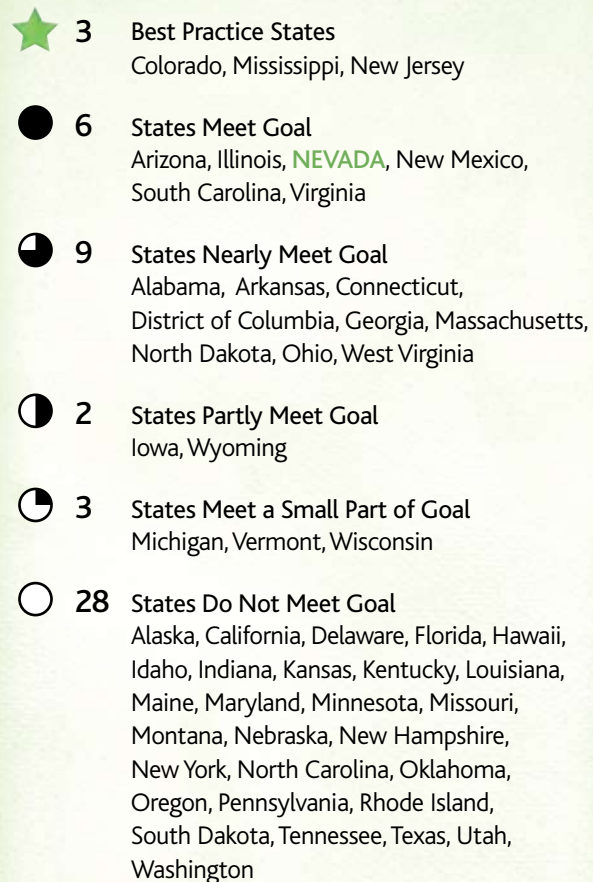 3 Best Practice States
Colorado, Mississippi, New Jersey
6 States Meet Goal
Arizona, Illinois, NEVADA, New Mexico,
South Carolina, Virginia
9 States Nearly Meet Goal
Alabama, Arkansas, Connecticut,
District of Columbia, Georgia, Massachusetts,
North Dakota, Ohio, West Virginia
2 States Partly Meet Goal
Iowa, Wyoming
3 States Meet a Small Part of Goal
Michigan, Vermont, Wisconsin
28 States Do Not Meet Goal
Alaska, California, Delaware, Florida, Hawaii,
Idaho, Indiana, Kansas, Kentucky, Louisiana,
Maine, Maryland, Minnesota, Missouri,
Montana, Nebraska, New Hampshire,
New York, North Carolina, Oklahoma,
Oregon, Pennsylvania, Rhode Island,
South Dakota, Tennessee, Texas, Utah,
Washington